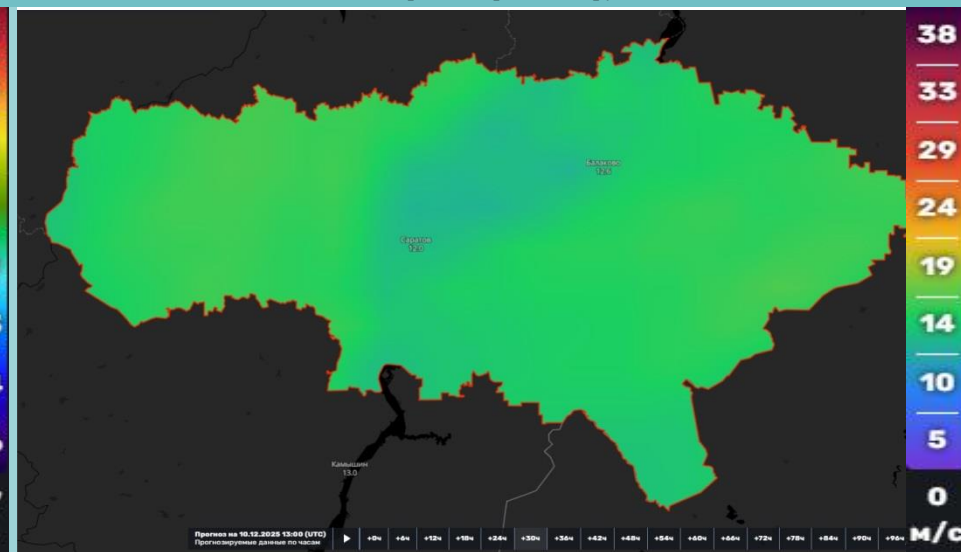 38
33
29
24
19
14
10
5
0
м/с
Балаково
12.6
Саратов
12.0
Камышин
13.0
Прогноз на 10.12.2025 13:00 (UTC)
Прогнозируемые данные по часам
+0ч +6ч +12ч +18ч +24ч +30ч +36ч +42ч +48ч +54ч +60ч +66ч +72ч +78ч +84ч +90ч +96ч